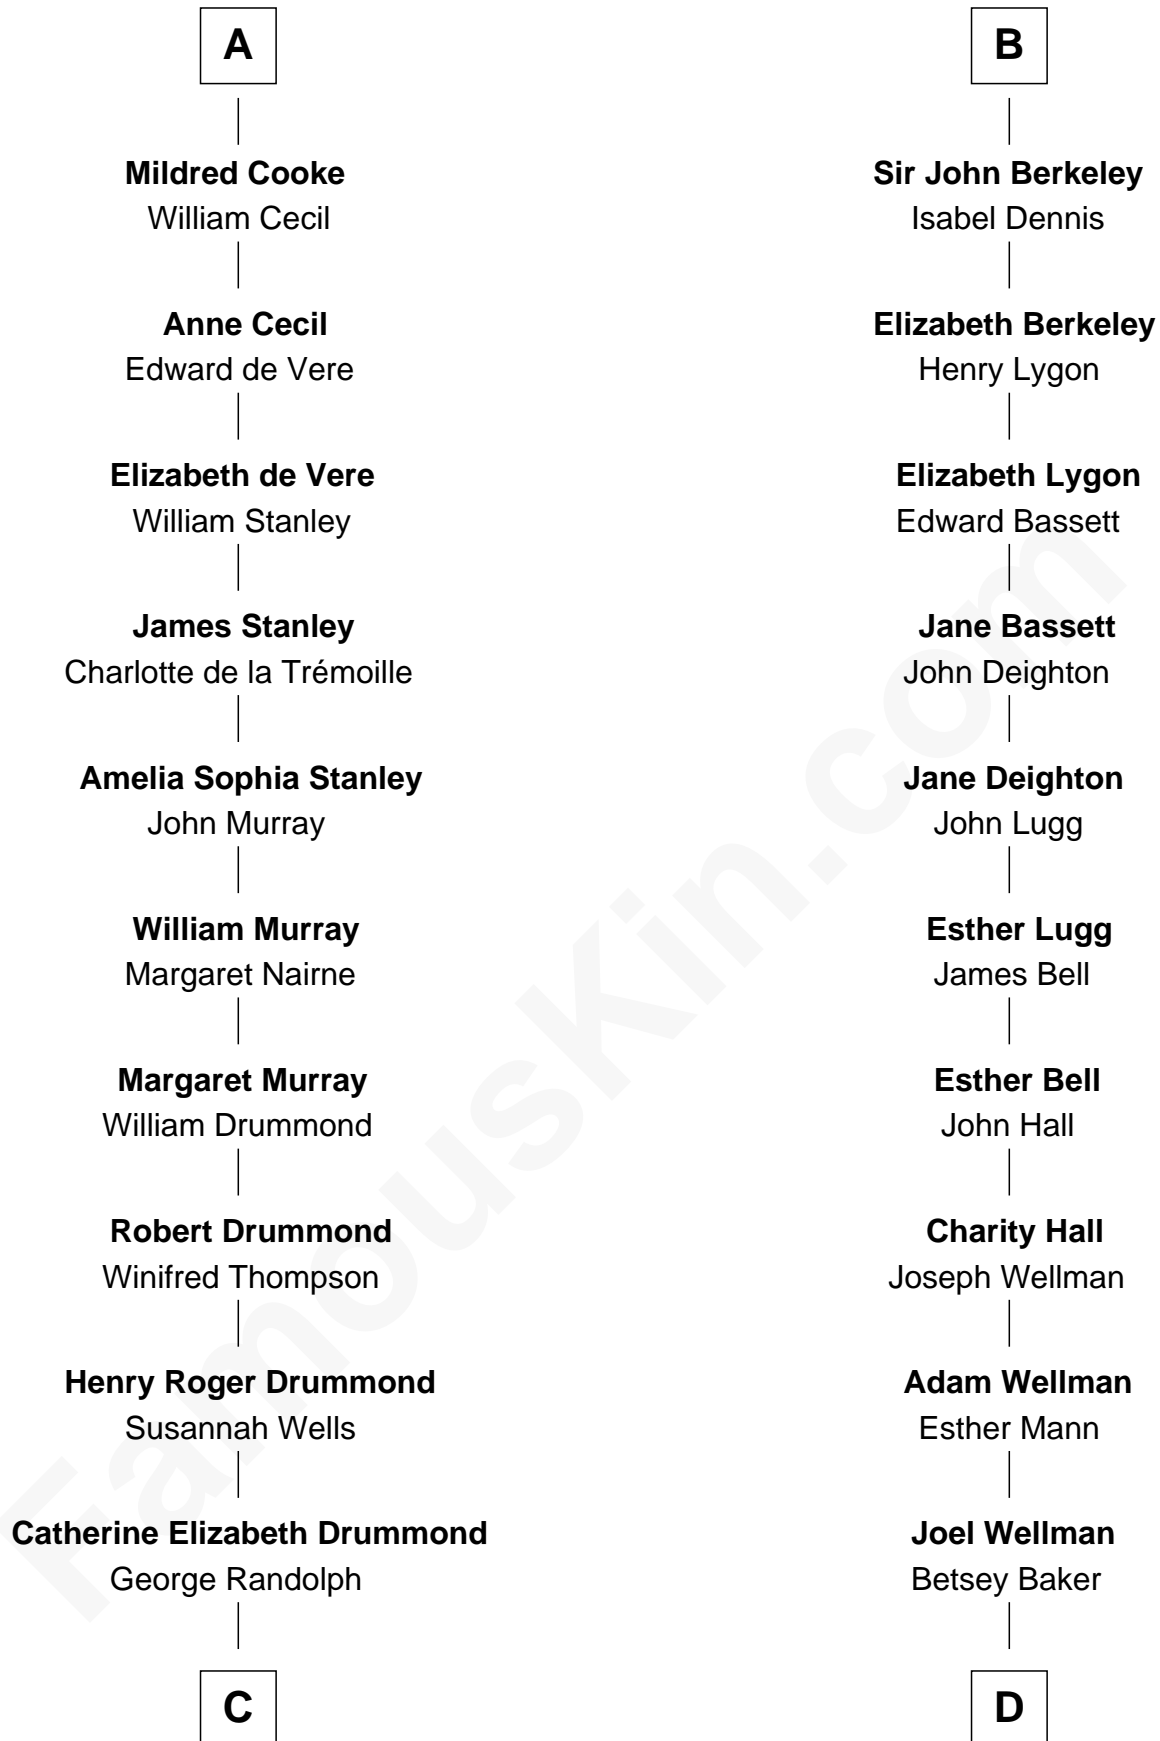 A
Mildred Cooke
William Cecil
Anne Cecil
Edward de Vere
Elizabeth de Vere
William Stanley
James Stanley
Charlotte de la Trémoille
Amelia Sophia Stanley
John Murray
William Murray
Margaret Nairne
Margaret Murray
William Drummond
Robert Drummond
Winifred Thompson
Henry Roger Drummond
Susannah Wells
Catherine Elizabeth Drummond
George Randolph
C
B
Sir John Berkeley
Isabel Dennis
Elizabeth Berkeley
Henry Lygon
Elizabeth Lygon
Edward Bassett
Jane Bassett
John Deighton
Jane Deighton
John Lugg
Esther Lugg
James Bell
Esther Bell
John Hall
Charity Hall
Joseph Wellman
Adam Wellman
Esther Mann
Joel Wellman
Betsey Baker
D
FamousKin.com